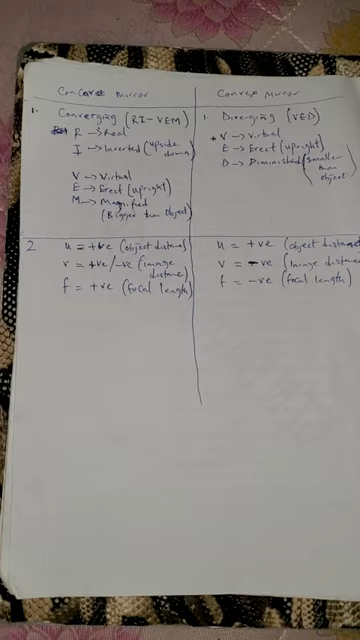 Concave mirror
1. Converging (RI-VEM)
R → Real
I → Inverted (upside down)
V → Virtual
E → Erect (upright)
M → Magnified
(Bigger than object)
2 u = +ve (object distance)
v = +ve/-ve (image distance)
f = +ve (focal length)
Convex Mirror
1. Diverging (VED)
V → Virtual
E → Erect (upright)
D → Diminished (smaller than object)
u = +ve (object distance
v = -ve (Image distance
f = -ve (focal length)